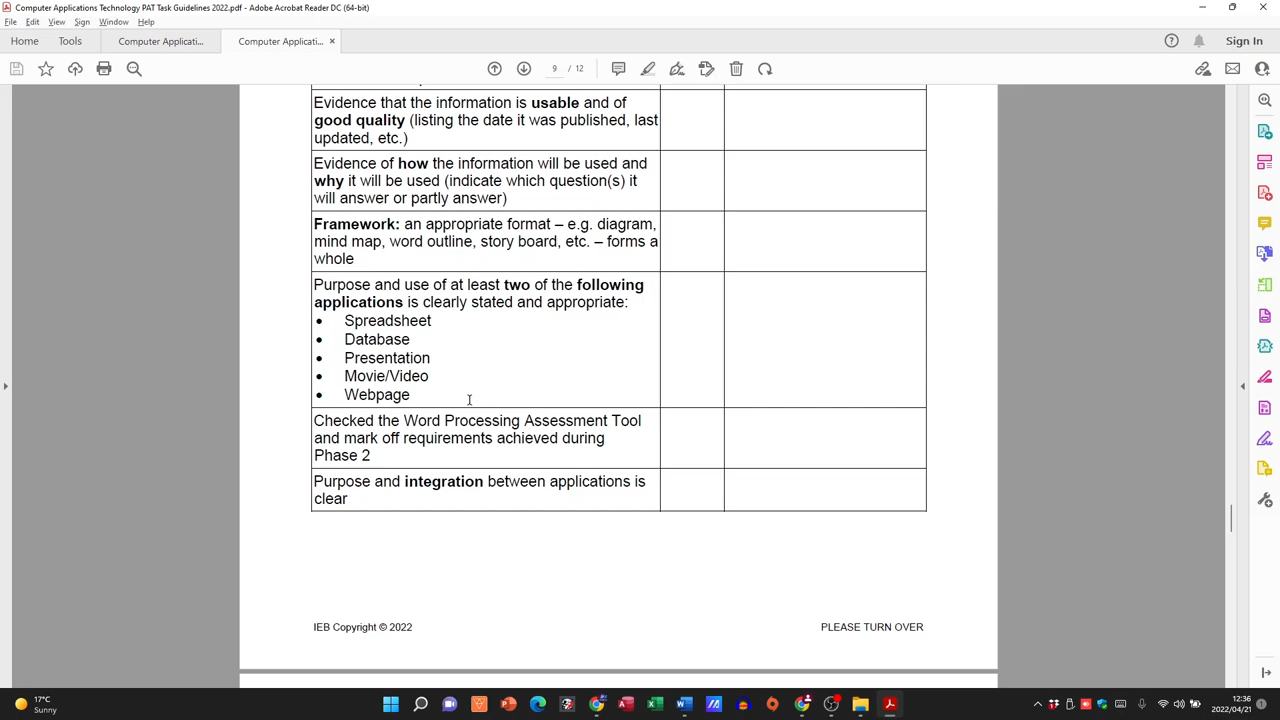 Computer Applications Technology PAT Task Guidelines 2022.pdf - Adobe Acrobat Reader DC (64-bit)
File Edit View Sign Window Help
Home Tools Computer Applicati... Computer Applicati... × Sign In
9 / 12
Evidence that the information is usable and of
good quality (listing the date it was published, last
updated, etc.)
Evidence of how the information will be used and
why it will be used (indicate which question(s) it
will answer or partly answer)
Framework: an appropriate format – e.g. diagram,
mind map, word outline, story board, etc. – forms a
whole
Purpose and use of at least two of the following
applications is clearly stated and appropriate:
• Spreadsheet
• Database
• Presentation
• Movie/Video
• Webpage
Checked the Word Processing Assessment Tool
and mark off requirements achieved during
Phase 2
Purpose and integration between applications is
clear
IEB Copyright © 2022 PLEASE TURN OVER
17°C
Sunny
12:36
2022/04/21